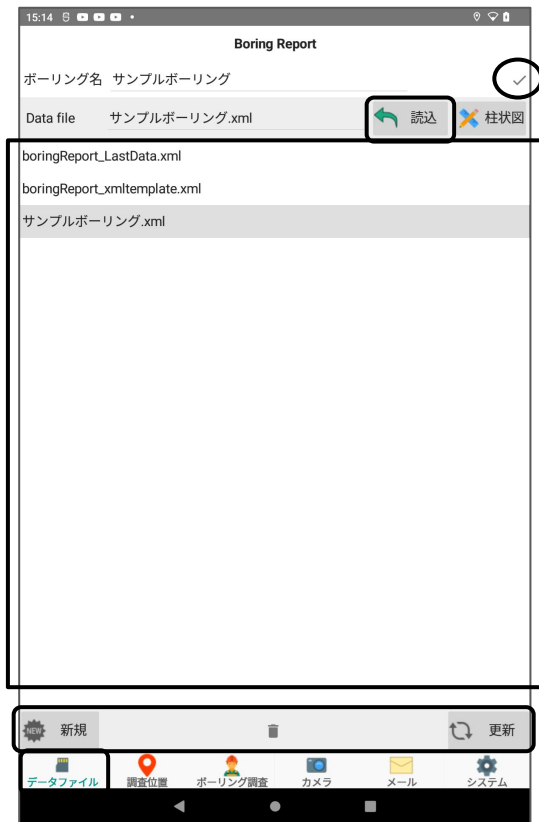 15:14
Boring Report
ボーリング名 サンプルボーリング
Data file サンプルボーリング.xml 読込 柱状図
boringReport_LastData.xml
boringReport_xmltemplate.xml
サンプルボーリング.xml
NEW 新規 更新
データファイル 調査位置 ボーリング調査 カメラ メール システム